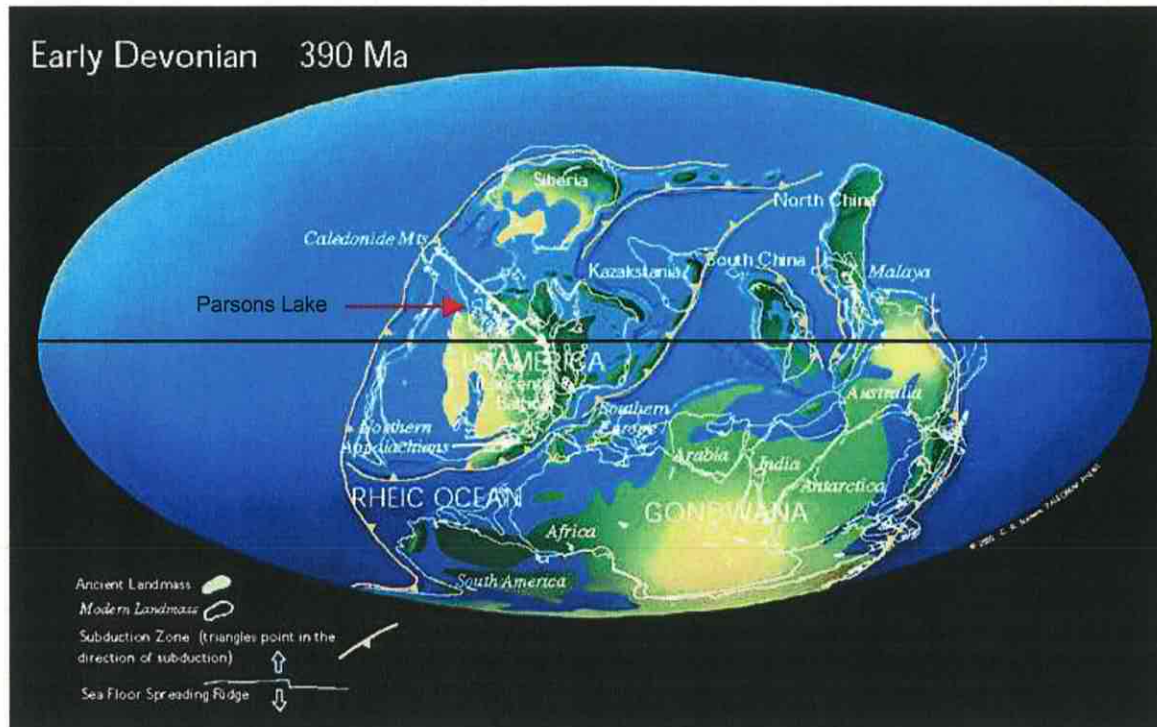 Early Devonian 390 Ma
Siberia
North China
Caledonide Mts
Kazakstania
South China
Malaya
Parsons Lake
Australia
Southern
Europe
Northern
Appalachians
Arabia
India
Antarctica
RHEIC OCEAN
GONDWANA
Africa
South America
Ancient Landmass
Modern Landmass
Subduction Zone (triangles point in the
direction of subduction)
Sea Floor Spreading Ridge